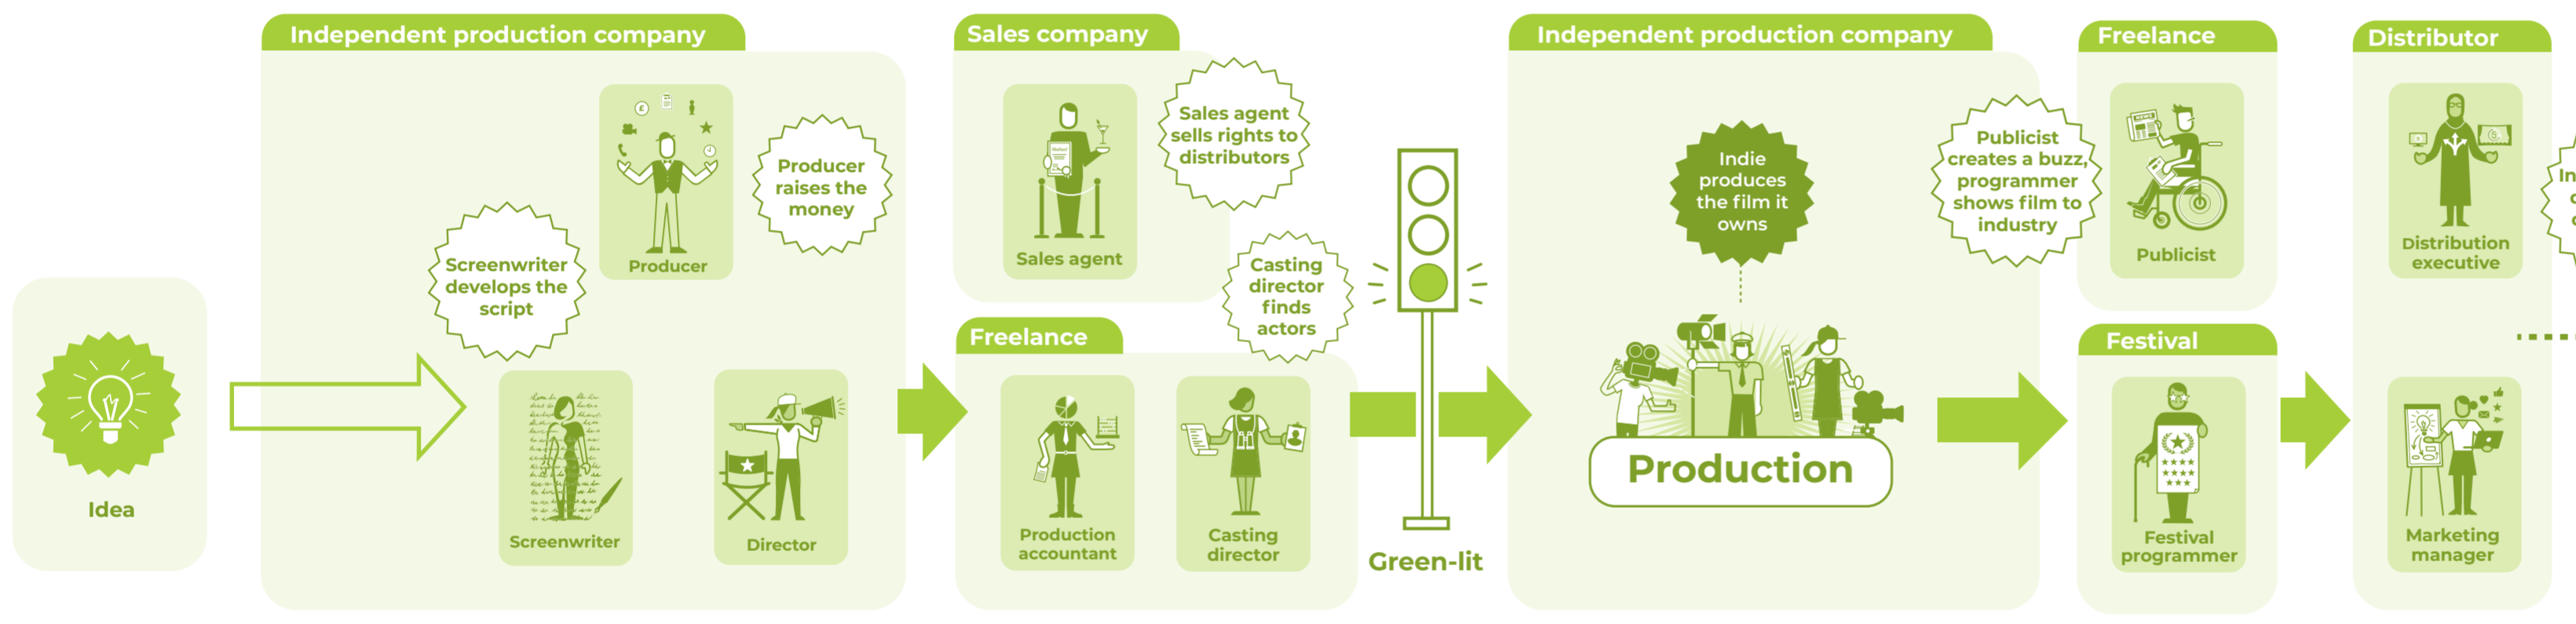 Independent production company
Producer
Producer
raises the
money
Screenwriter
develops the
script
Idea
Screenwriter
Director
Sales company
Sales agent
Sales agent
sells rights to
distributors
Freelance
Casting
director
finds
actors
Production
accountant
Casting
director
Green-lit
Independent production company
Indie
produces
the film it
owns
Production
Publicist
creates a buzz,
programmer
shows film to
industry
Freelance
NEWS
Publicist
Festival
Festival
programmer
Distributor
Distribution
executive
Marketing
manager